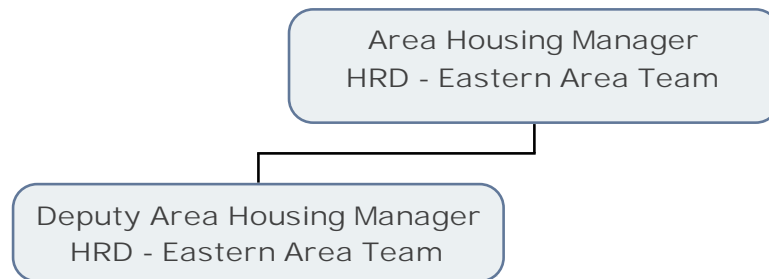 Area Housing Manager
HRD - Eastern Area Team
Deputy Area Housing Manager
HRD - Eastern Area Team